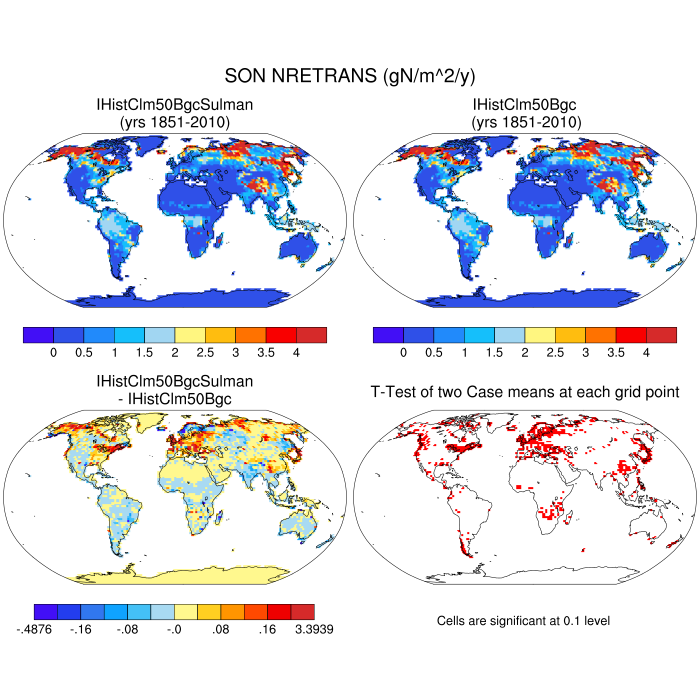 SON NRETRANS (gN/m^2/y)
IHistClm50BgcSulman
(yrs 1851-2010)
IHistClm50Bgc
(yrs 1851-2010)
0 0.5 1 1.5 2 2.5 3 3.5 4
0 0.5 1 1.5 2 2.5 3 3.5 4
IHistClm50BgcSulman
- IHistClm50Bgc
T-Test of two Case means at each grid point
-.4876 -.16 -.08 -.0 .08 .16 3.3939
Cells are significant at 0.1 level